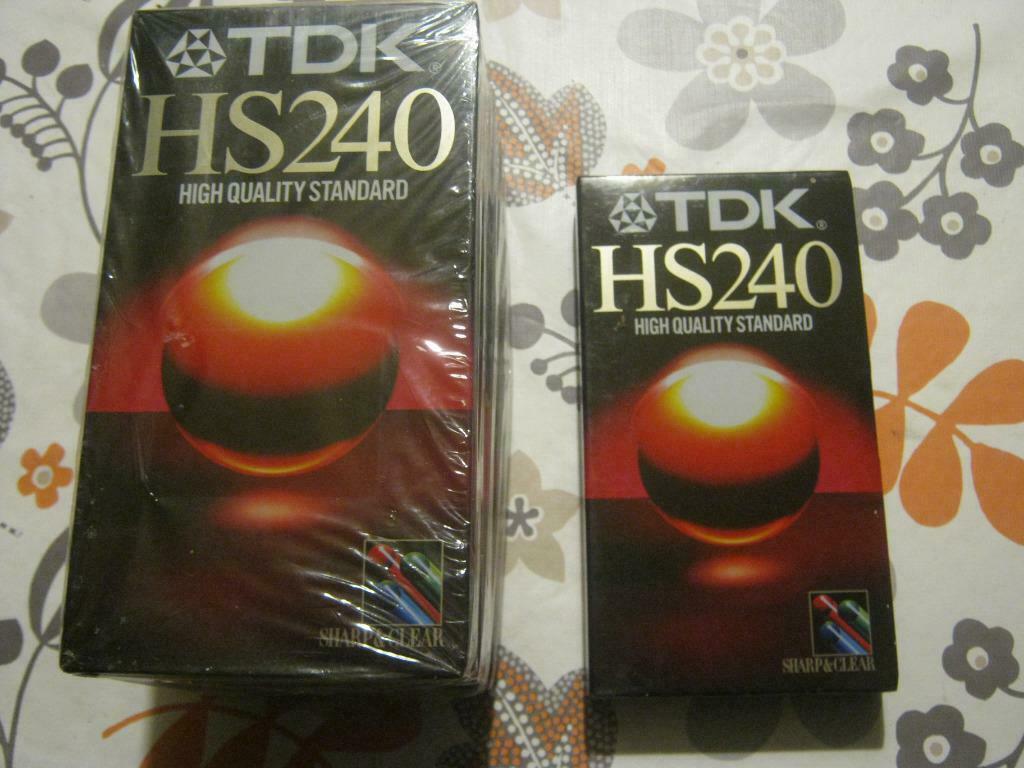 TDK®
HS240
HIGH QUALITY STANDARD
SHARP&CLEAR
TDK®
HS240
HIGH QUALITY STANDARD
SHARP&CLEAR